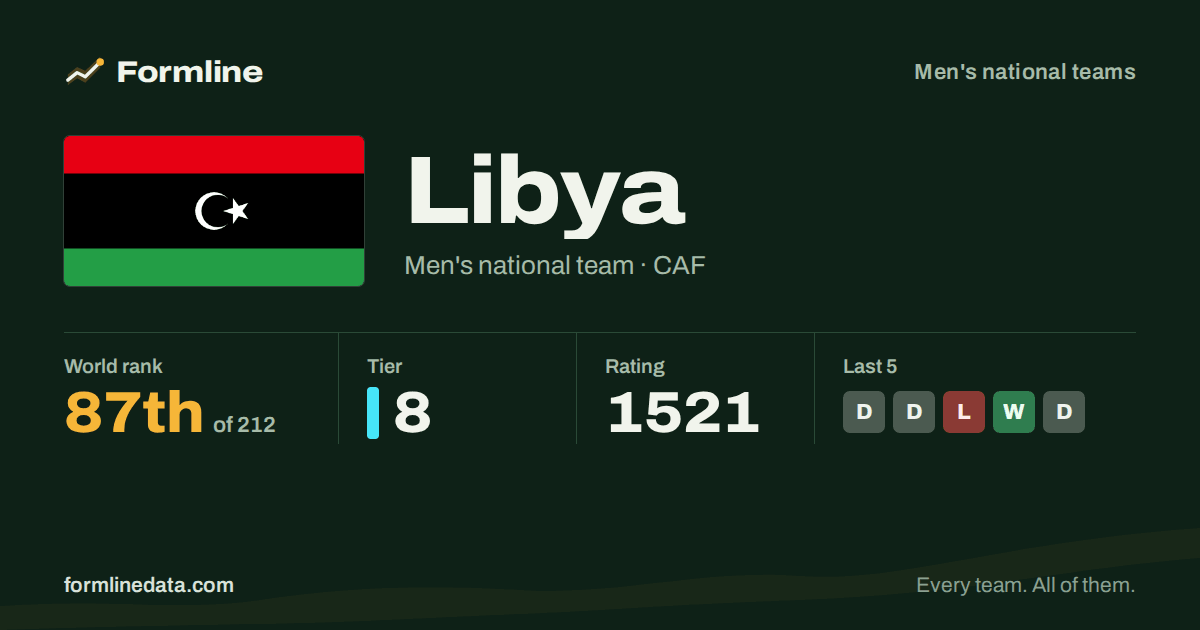 Formline
Men's national teams
Libya
Men's national team · CAF
World rank
87th of 212
Tier
8
Rating
1521
Last 5
D D L W D
formlinedata.com
Every team. All of them.